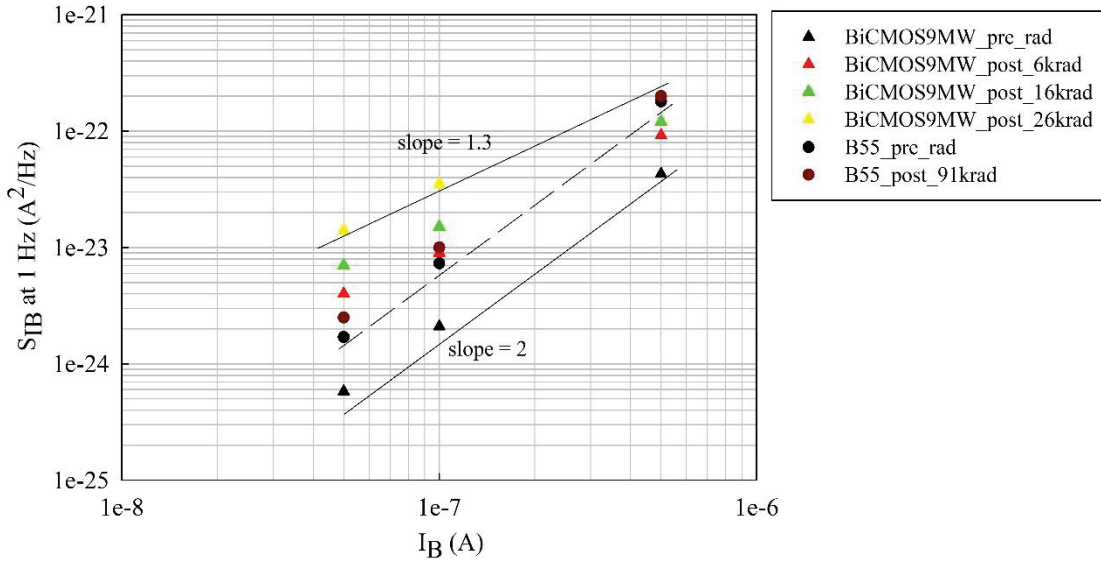 1e-21
1e-22
1e-23
1e-24
1e-25
S_IB at 1 Hz (A^2/Hz)
slope = 1.3
slope = 2
1e-8
1e-7
1e-6
I_B (A)
BiCMOS9MW_pre_rad
BiCMOS9MW_post_6krad
BiCMOS9MW_post_16krad
BiCMOS9MW_post_26krad
B55_pre_rad
B55_post_91krad